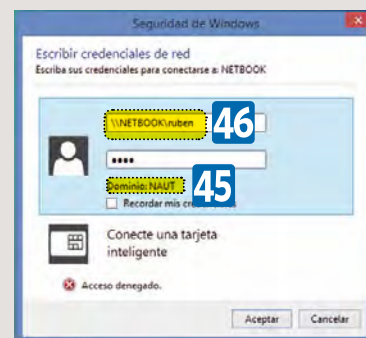 Seguridad de Windows
Escribir credenciales de red
Escriba sus credenciales para conectarse a: NETBOOK
\\NETBOOK\ruben
46
••••
Dominio: NAUT
45
Recordar mis
Conecte una tarjeta
inteligente
Acceso denegado.
Aceptar Cancelar